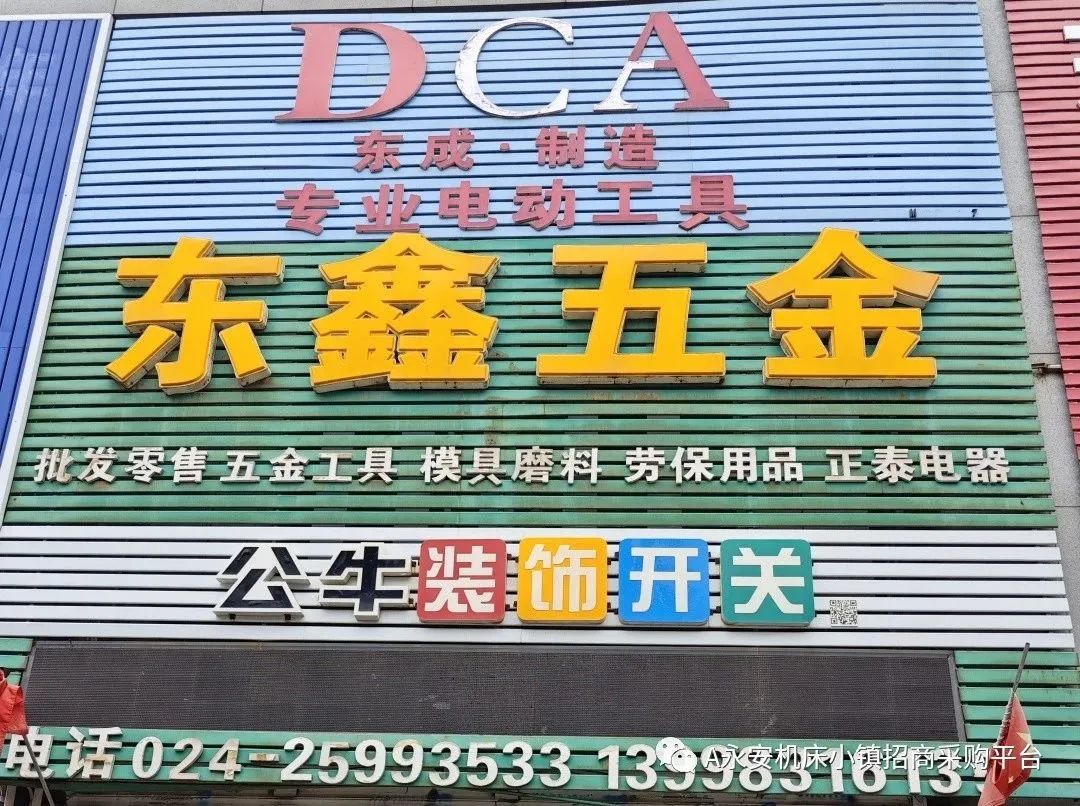 DCA
东成·制造
专业电动工具
东鑫五金
批发零售 五金工具 模具磨料 劳保用品 正泰电器
公牛装饰开关
电话 024-25993533
A永安机床小镇招商采购平台